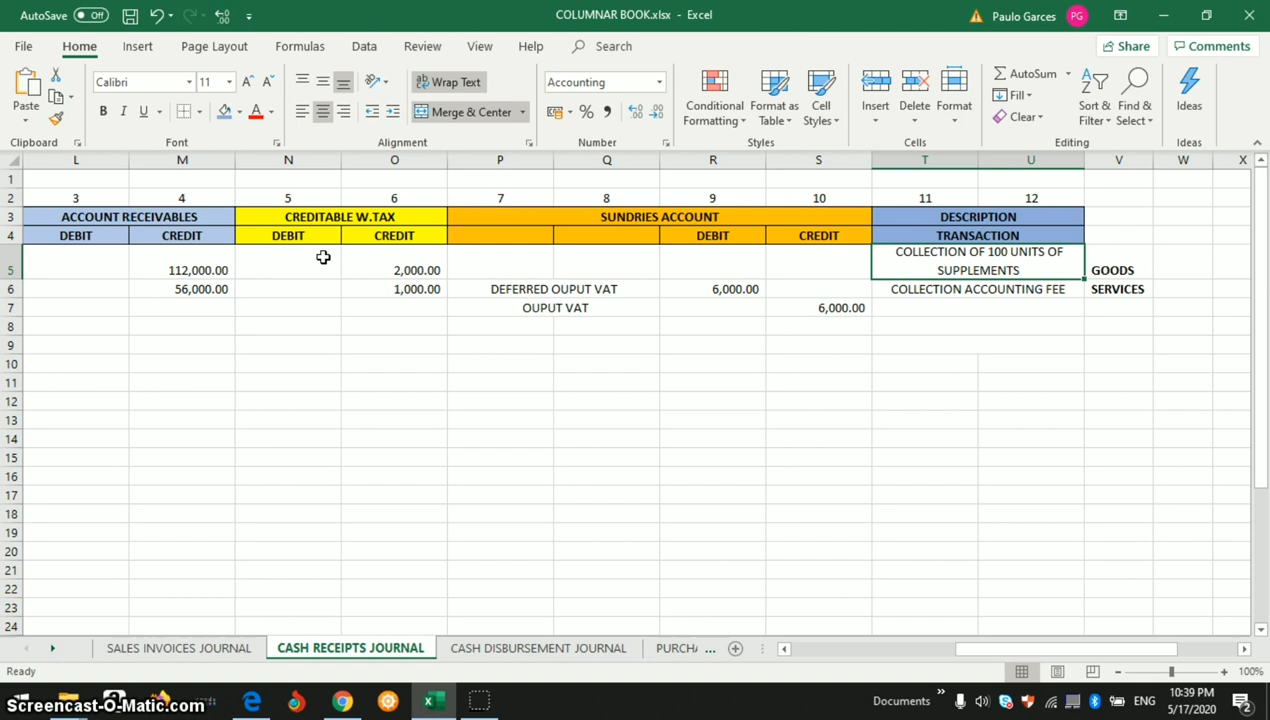 AutoSave Off COLUMNAR BOOK.xlsx - Excel Paulo Garces PG
File Home Insert Page Layout Formulas Data Review View Help Search Share Comments
Paste Calibri 11 Wrap Text Accounting Conditional Formatting Format as Table Cell Styles Insert Delete Format AutoSum Fill Clear Sort & Filter Find & Select Ideas
B I U A Merge & Center
Clipboard Font Alignment Number Styles Cells Editing Ideas
L M N O P Q R S T U V W X
1
2 3 4 5 6 7 8 9 10 11 12
3 ACCOUNT RECEIVABLES CREDITABLE W.TAX SUNDRIES ACCOUNT DESCRIPTION
4 DEBIT CREDIT DEBIT CREDIT DEBIT CREDIT TRANSACTION
COLLECTION OF 100 UNITS OF
5 112,000.00 2,000.00 SUPPLEMENTS GOODS
6 56,000.00 1,000.00 DEFERRED OUPUT VAT 6,000.00 COLLECTION ACCOUNTING FEE SERVICES
7 OUPUT VAT 6,000.00
8
9
10
11
12
13
14
15
16
17
18
19
20
21
22
23
24
SALES INVOICES JOURNAL CASH RECEIPTS JOURNAL CASH DISBURSEMENT JOURNAL PURCHA ...
Ready 100%
Screencast-O-Matic.com Documents ENG 10:39 PM
5/17/2020 2